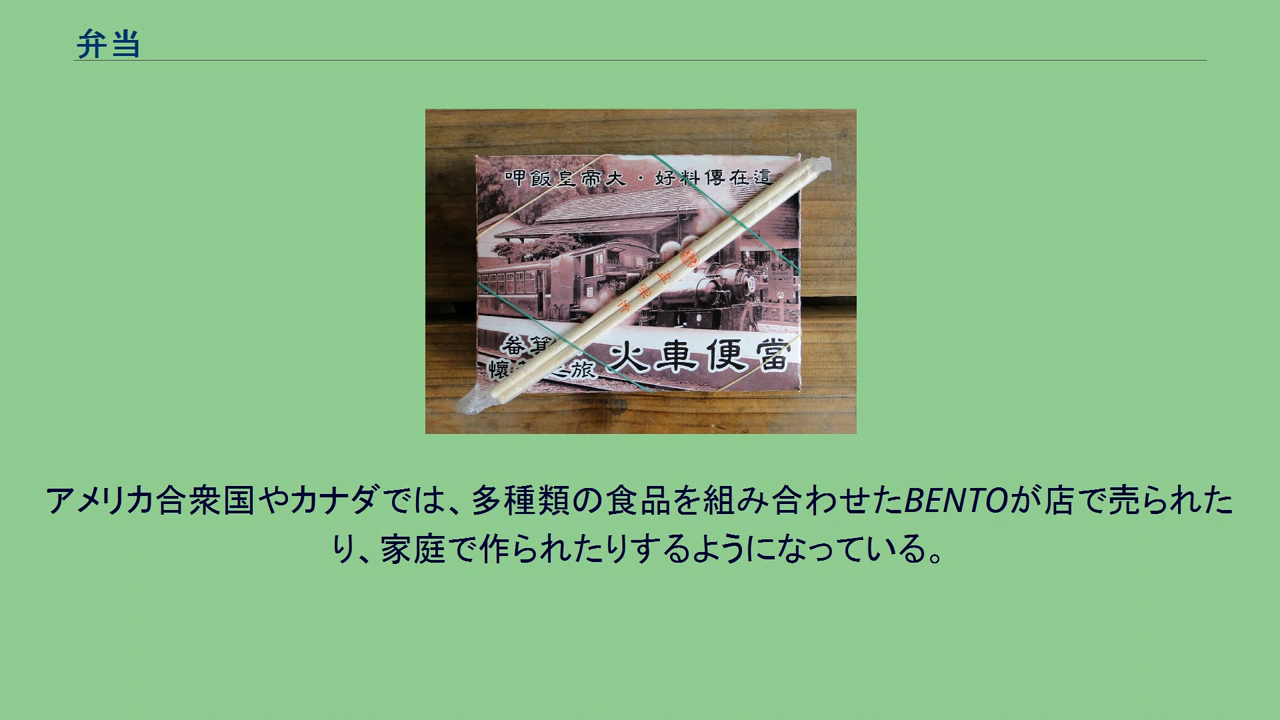 弁当
呷飯皇帝大・好料傳在這
火車便當
旅
アメリカ合衆国やカナダでは、多種類の食品を組み合わせたBENTOが店で売られた
り、家庭で作られたりするようになっている。